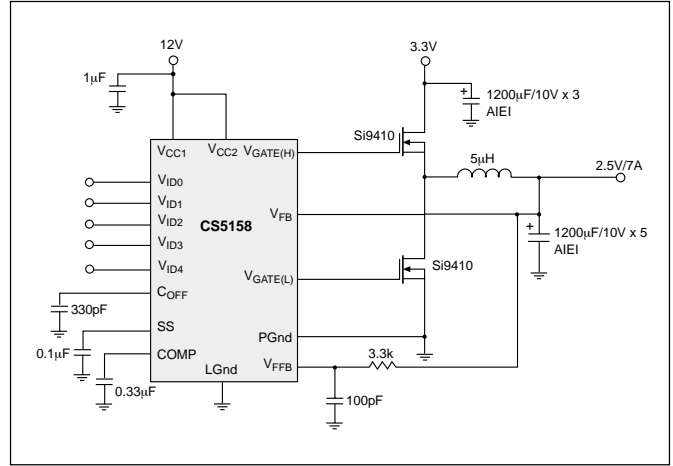 12V
3.3V
1μF
1200μF/10V x 3
AIEI
Si9410
VCC1
VCC2
VGATE(H)
5μH
2.5V/7A
VID0
VID1
VID2
VID3
VID4
CS5158
VFB
1200μF/10V x 5
AIEI
VGATE(L)
Si9410
COFF
330pF
SS
PGnd
0.1μF
COMP
LGnd
VFFB
3.3k
0.33μF
100pF
+
+